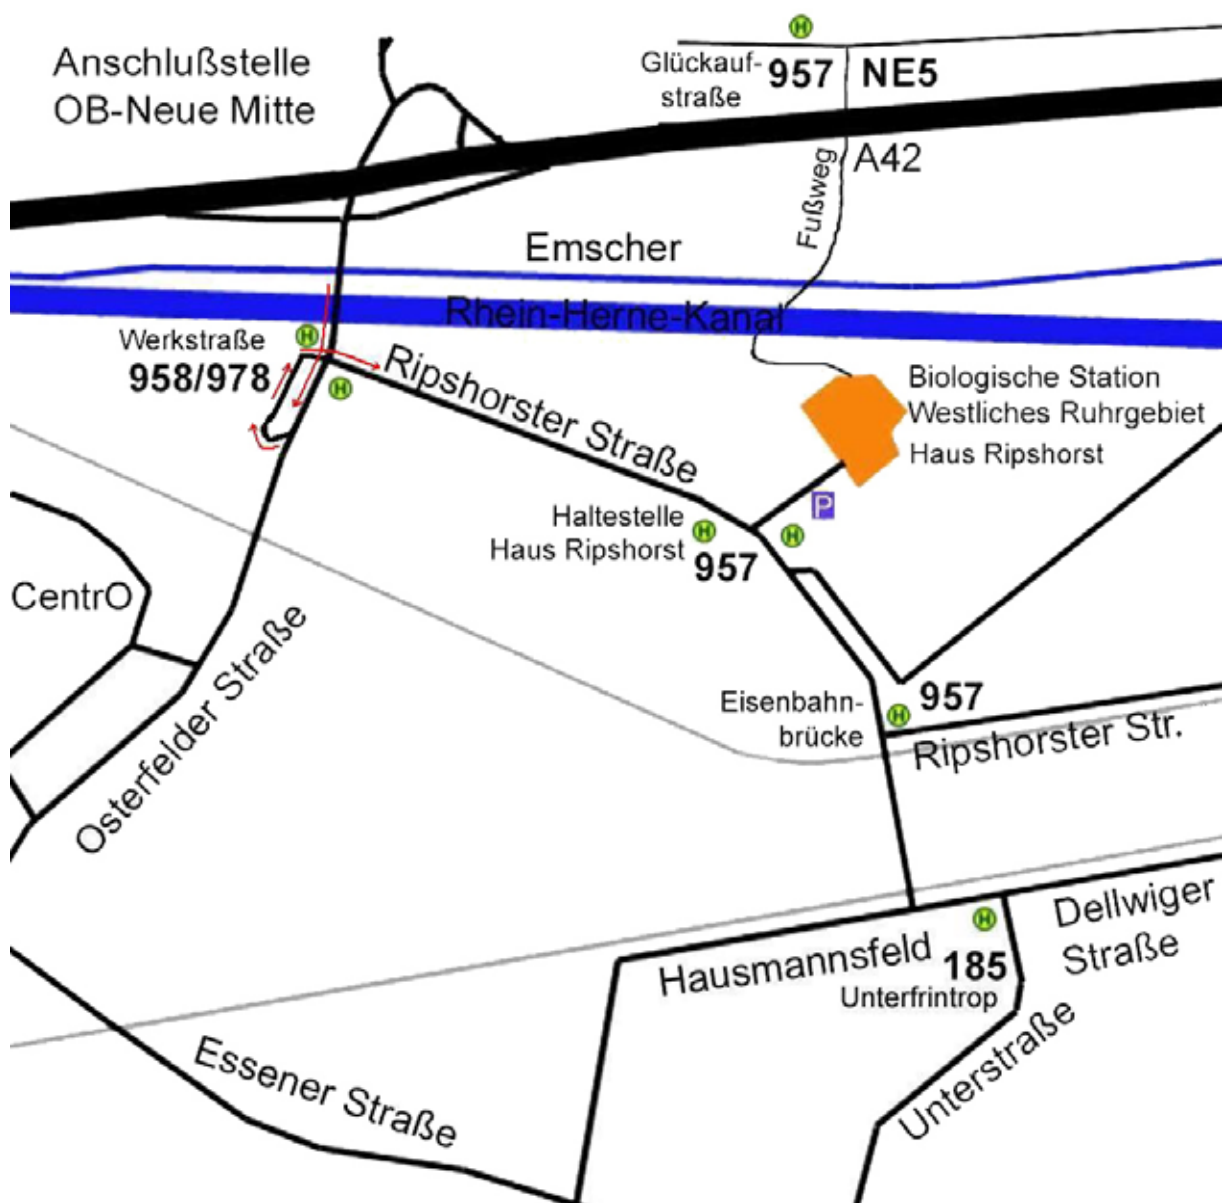 H
Anschlußstelle
OB-Neue Mitte
Glückauf-
straße
957
NE5
A42
Fußweg
Emscher
Rhein-Herne-Kanal
H
Werkstraße
958/978
H
Ripshorster Straße
Biologische Station
Westliches Ruhrgebiet
Haus Ripshorst
P
Haltestelle
Haus Ripshorst
H
957
H
CentrO
Osterfelder Straße
Eisenbahn-
brücke
957
H
Ripshorster Str.
Dellwiger
Straße
H
Hausmannsfeld
185
Unterfrintrop
Unterstraße
Essener Straße